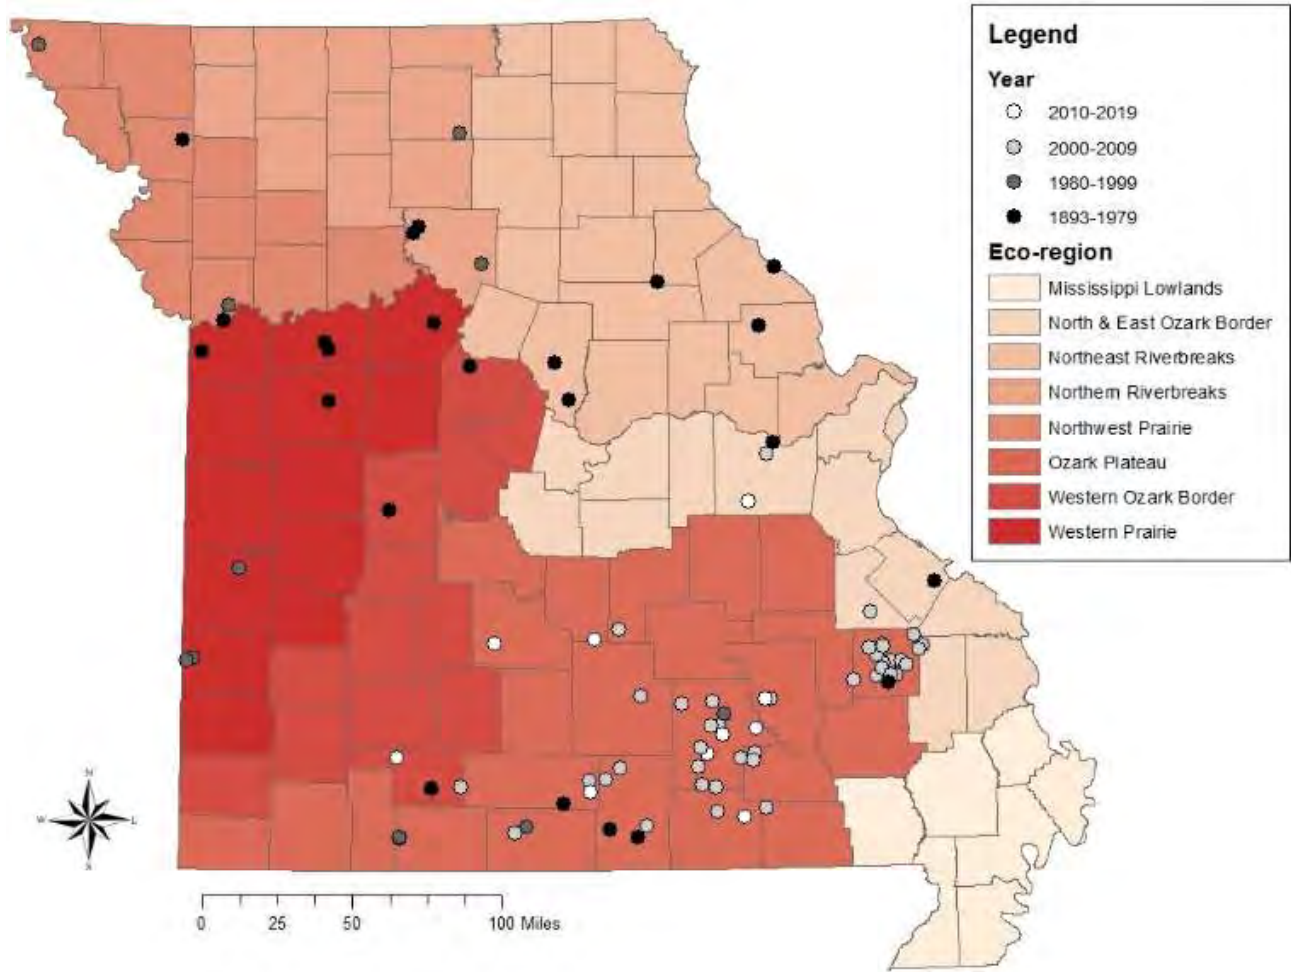 Legend
Year
2010-2019
2000-2009
1980-1999
1893-1979
Eco-region
Mississippi Lowlands
North & East Ozark Border
Northeast Riverbreaks
Northern Riverbreaks
Northwest Prairie
Ozark Plateau
Western Ozark Border
Western Prairie
N
W
L
S
0 25 50 100 Miles